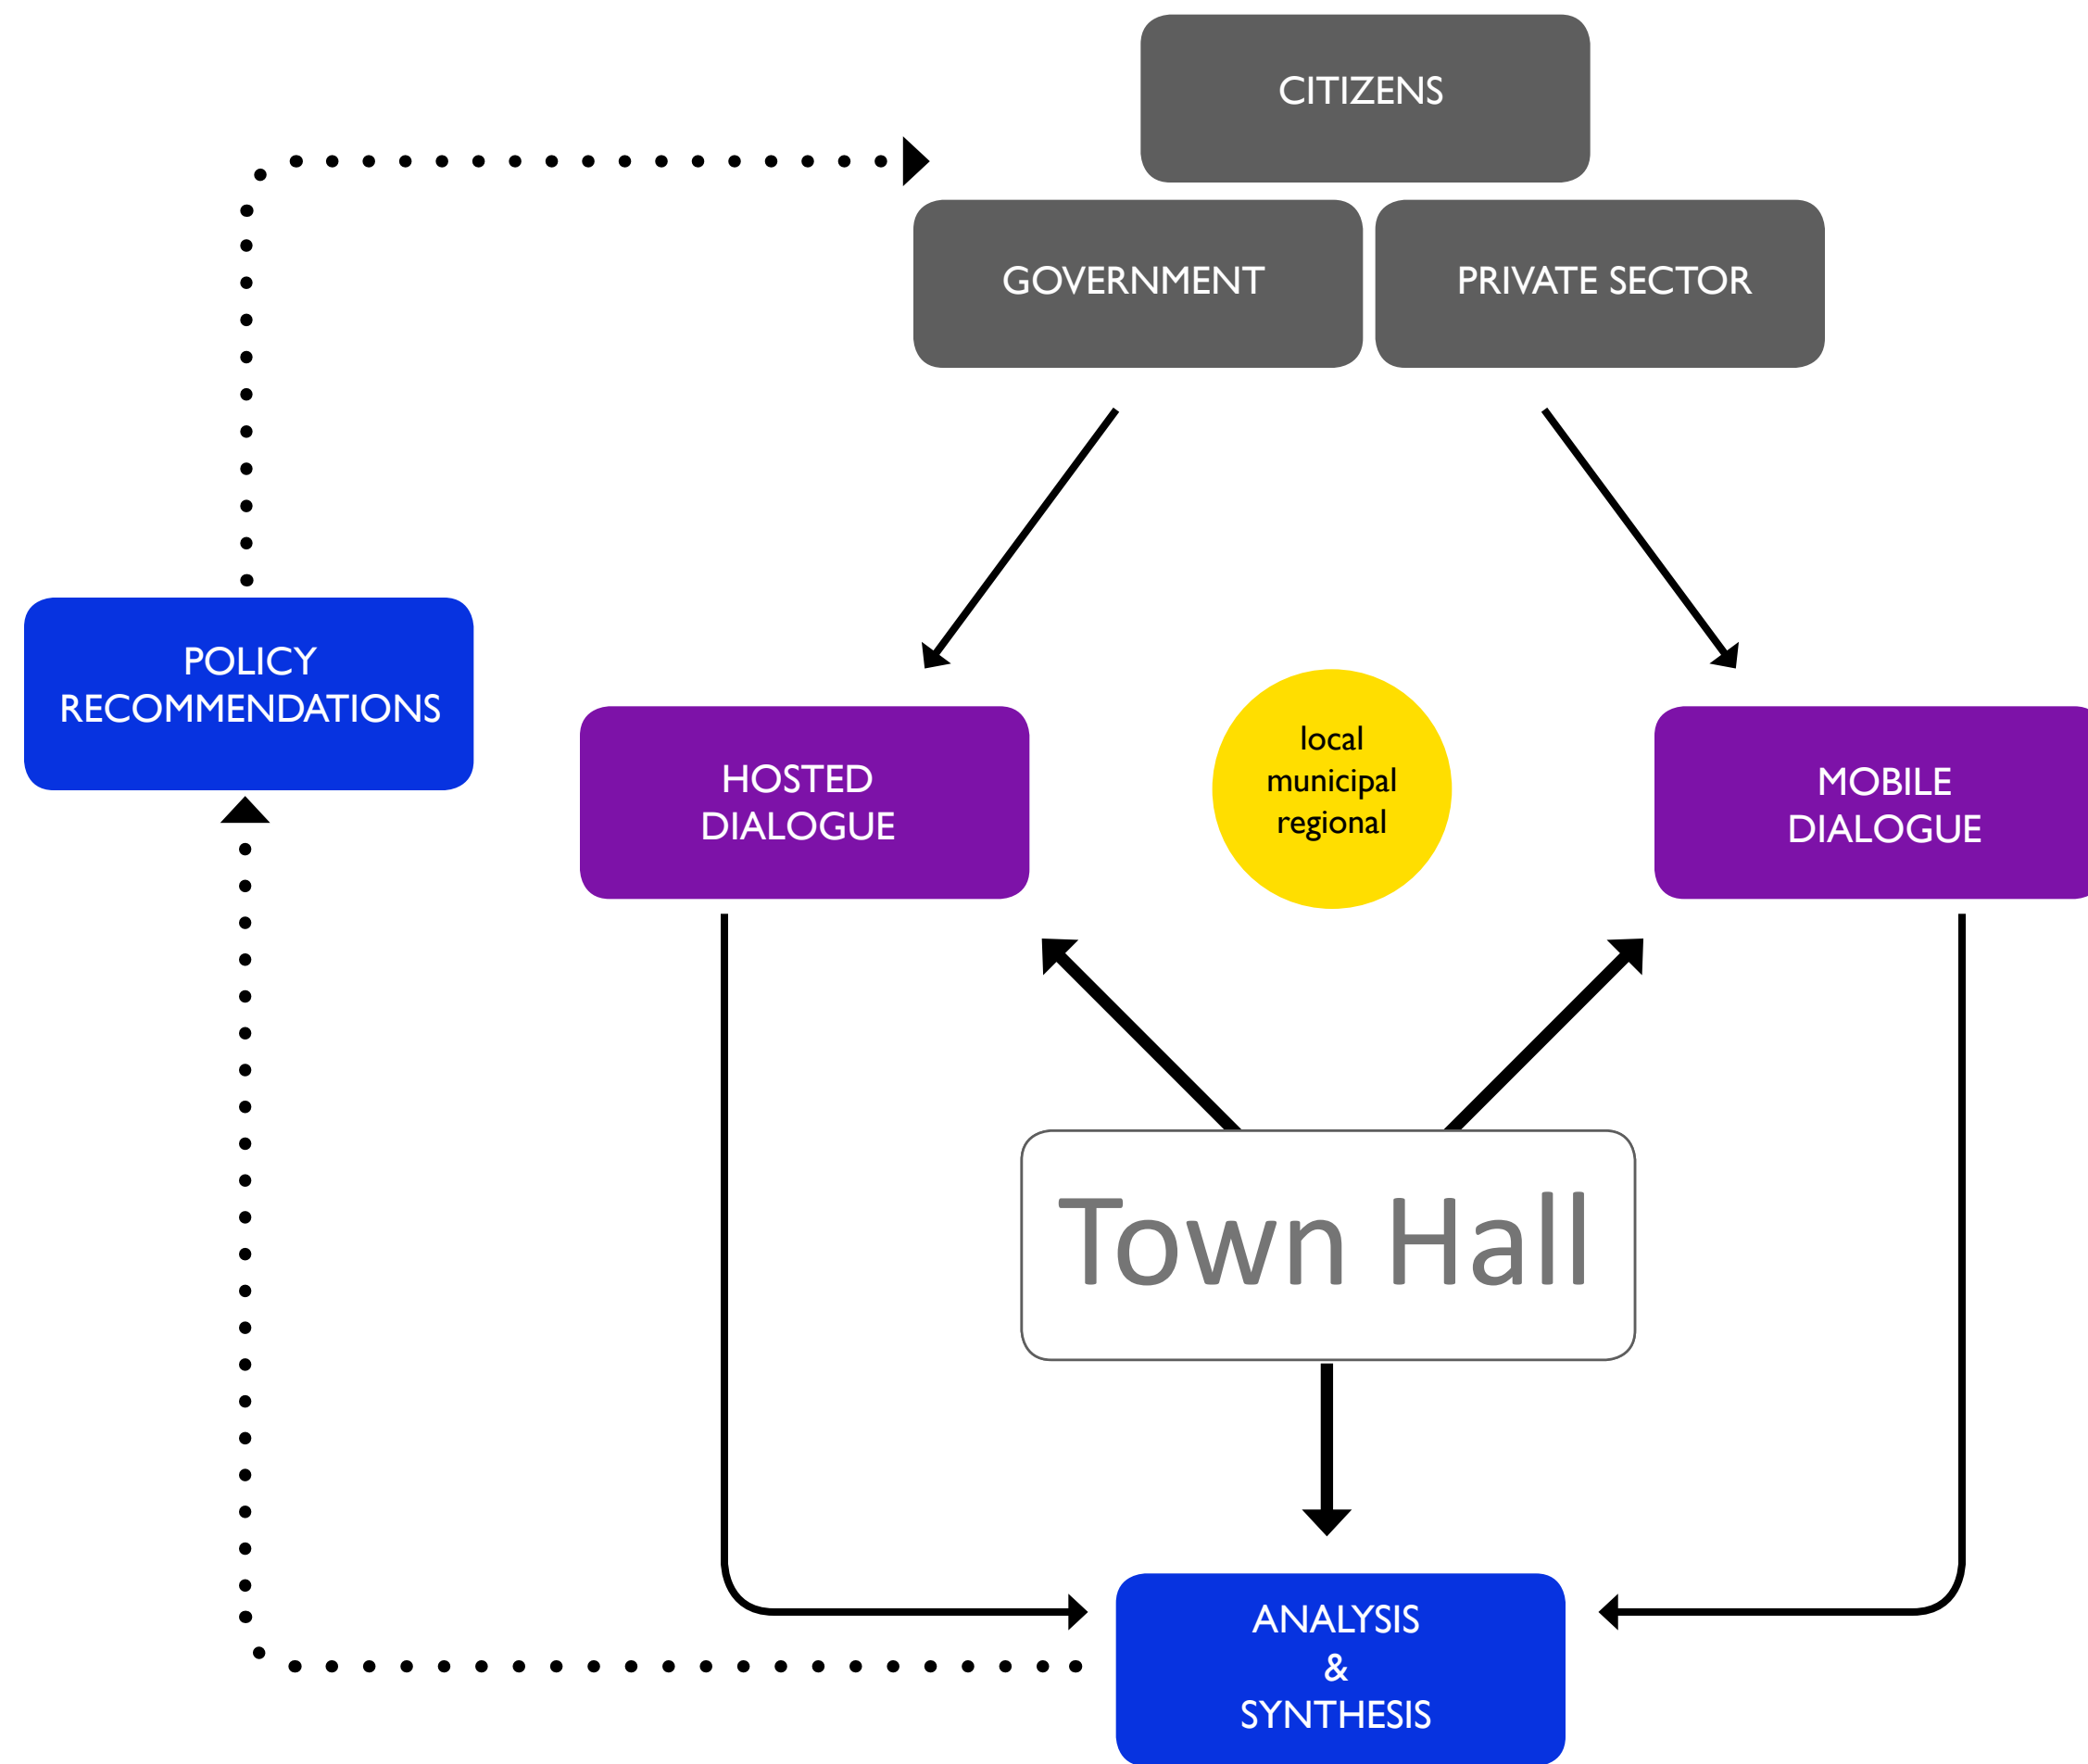 CITIZENS
GOVERNMENT
PRIVATE SECTOR
POLICY
RECOMMENDATIONS
HOSTED
DIALOGUE
local
municipal
regional
MOBILE
DIALOGUE
Town Hall
ANALYSIS
&
SYNTHESIS